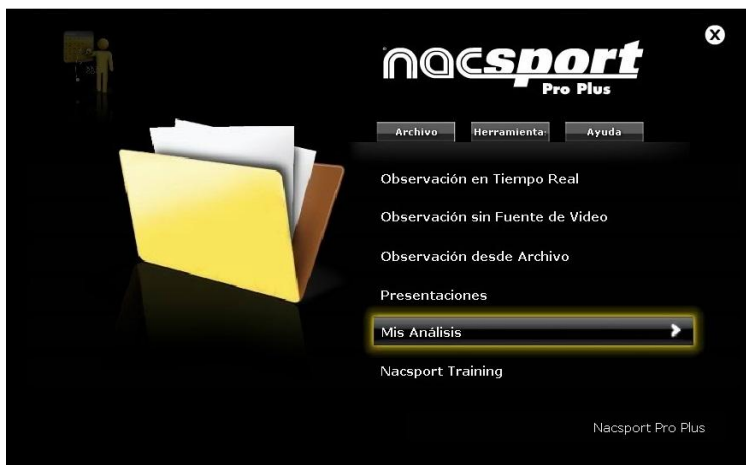 nacsport
Pro Plus
Archivo Herramienta- Ayuda
Observación en Tiempo Real
Observación sin Fuente de Video
Observación desde Archivo
Presentaciones
Mis Análisis
Nacsport Training
Nacsport Pro Plus